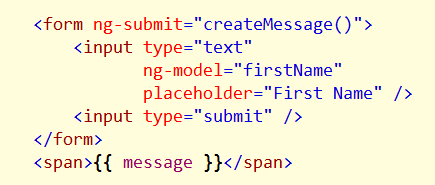 <form ng-submit="createMessage()">
    <input type="text"
           ng-model="firstName"
           placeholder="First Name" />
    <input type="submit" />
</form>
<span>{{ message }}</span>